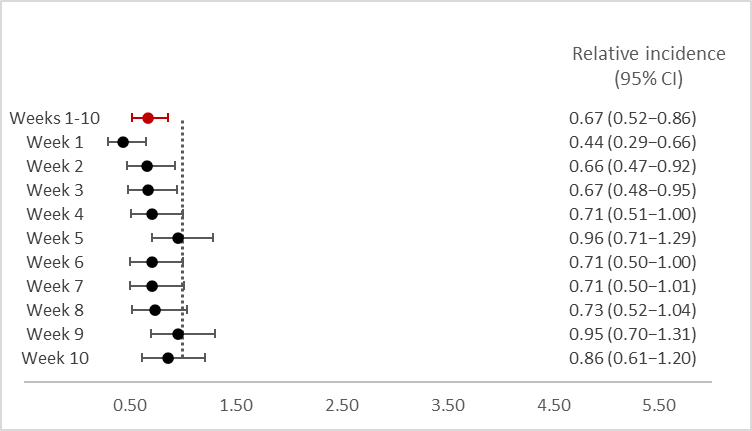 Relative incidence
(95% CI)
Weeks 1-10 0.67 (0.52−0.86)
Week 1 0.44 (0.29−0.66)
Week 2 0.66 (0.47−0.92)
Week 3 0.67 (0.48−0.95)
Week 4 0.71 (0.51−1.00)
Week 5 0.96 (0.71−1.29)
Week 6 0.71 (0.50−1.00)
Week 7 0.71 (0.50−1.01)
Week 8 0.73 (0.52−1.04)
Week 9 0.95 (0.70−1.31)
Week 10 0.86 (0.61−1.20)
0.50 1.50 2.50 3.50 4.50 5.50